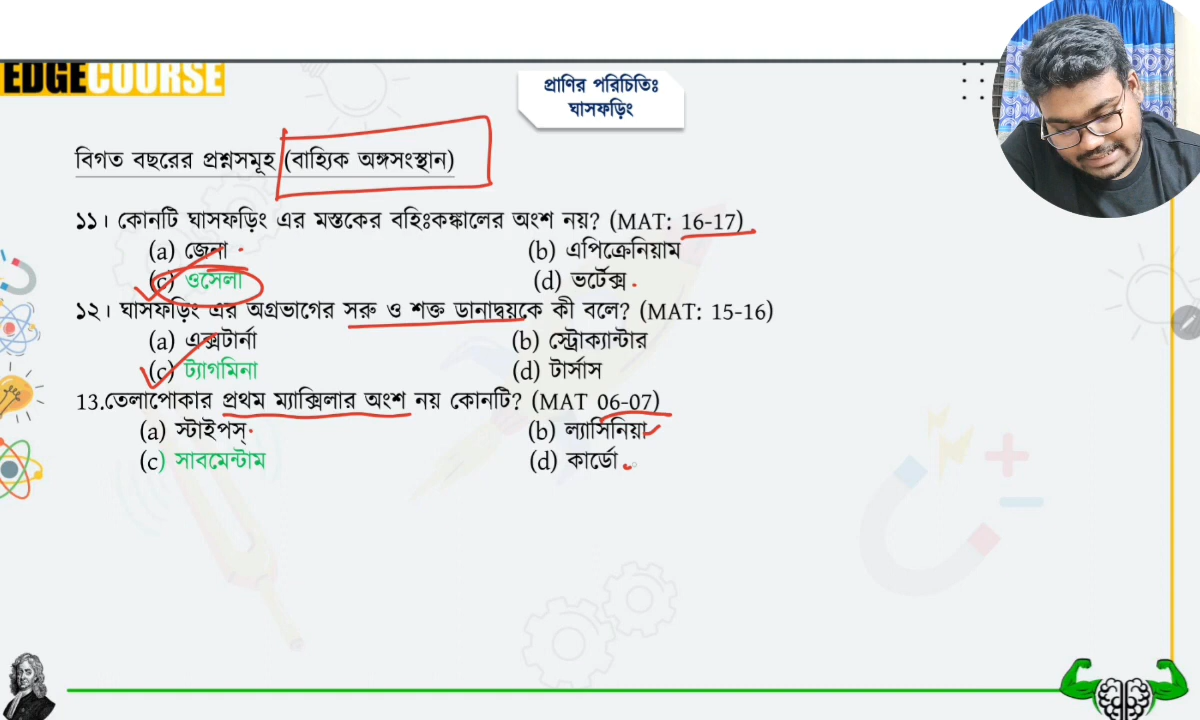 EDGECOURSE
প্রাণির পরিচিতিঃ
ঘাসফড়িং
বিগত বছরের প্রশ্নসমূহ (বাহ্যিক অঙ্গসংস্থান)
১১। কোনটি ঘাসফড়িং এর মস্তকের বহিঃকঙ্কালের অংশ নয়? (MAT: 16-17)
(a) জেনা (b) এপিক্রেনিয়াম
(c) ওসেলী (d) ভর্টেক্স
১২। ঘাসফড়িং এর অগ্রভাগের সরু ও শক্ত ডানাদ্বয়কে কী বলে? (MAT: 15-16)
(a) এক্সটার্না (b) স্ট্রোক্যান্টার
(c) ট্যাগমিনা (d) টার্সাস
13.তেলাপোকার প্রথম ম্যাক্সিলার অংশ নয় কোনটি? (MAT 06-07)
(a) স্টাইপস্ (b) ল্যাসিনিয়া
(c) সাবমেন্টাম (d) কার্ডো